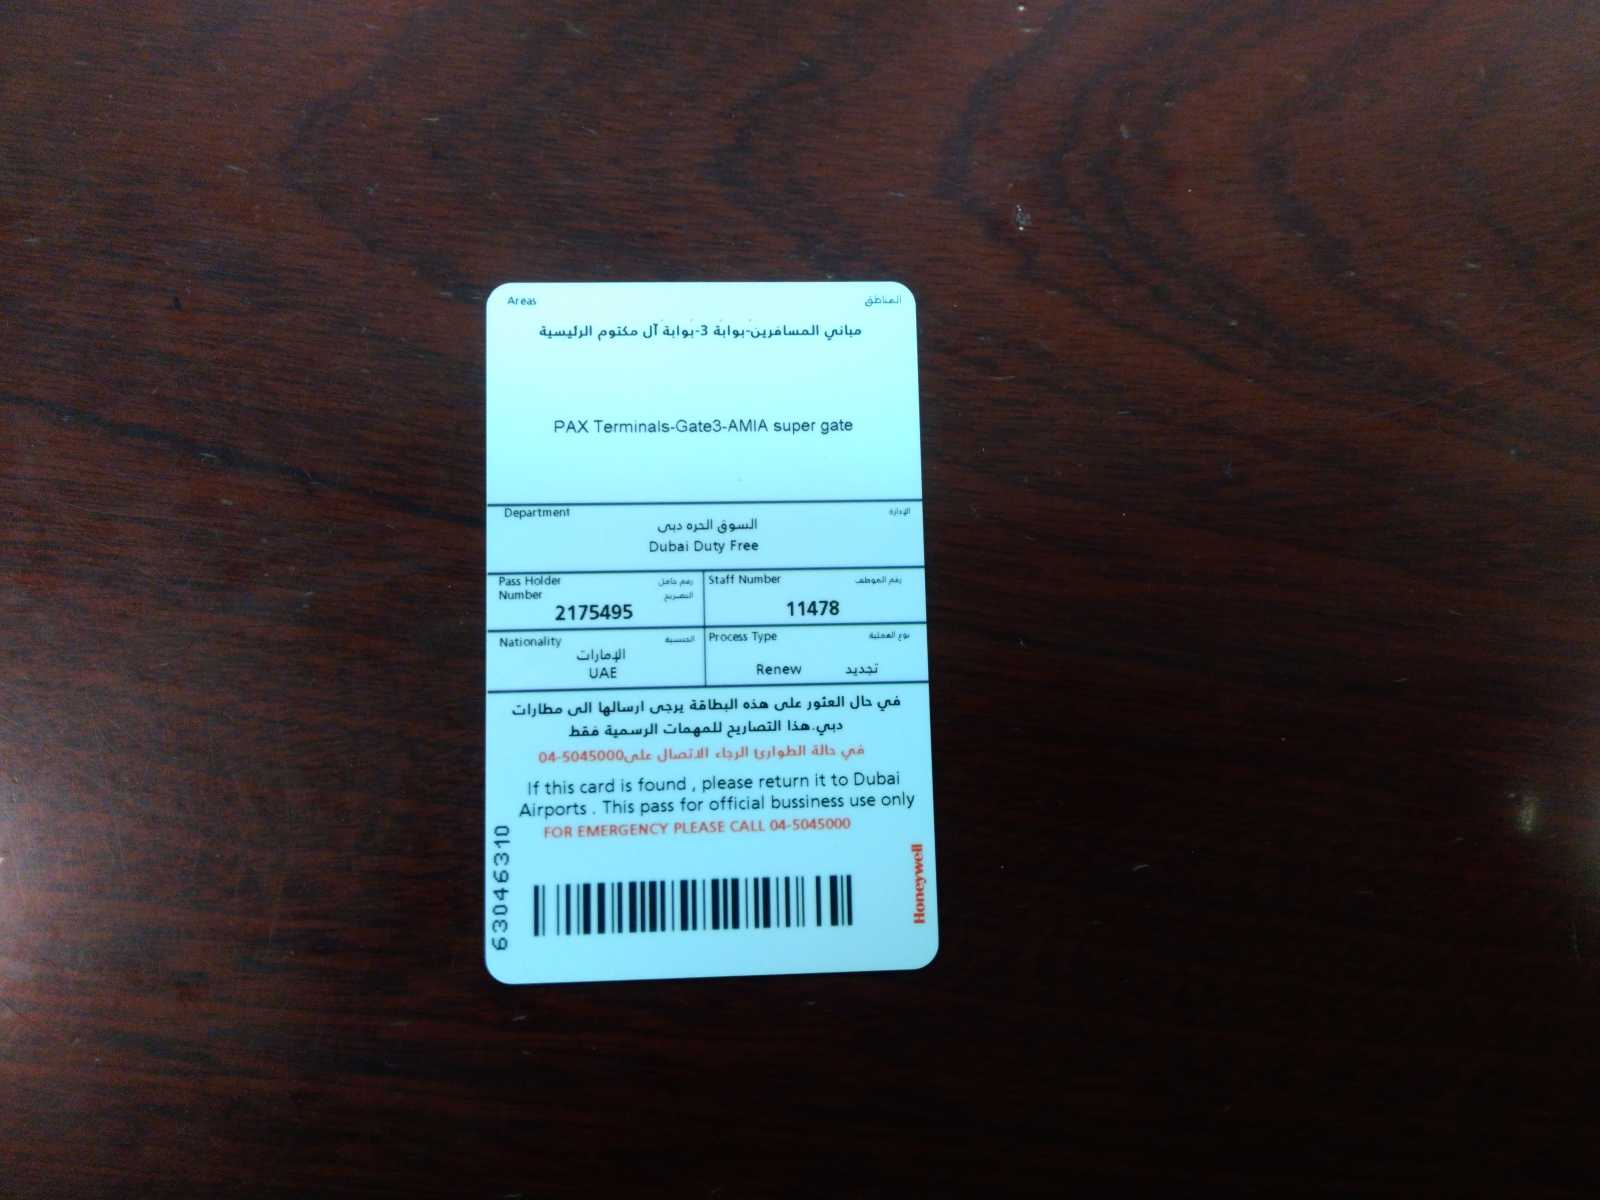 Areas المناطق
مباني المسافرين-بوابة 3-بوابة آل مكتوم الرئيسية
PAX Terminals-Gate3-AMIA super gate
Department الإدارة
السوق الحره دبي
Dubai Duty Free
Pass Holder Number رقم حامل التصريح
2175495
Staff Number رقم الموظف
11478
Nationality الجنسية
الإمارات
UAE
Process Type نوع العملية
Renew تجديد
في حال العثور على هذه البطاقة يرجى ارسالها الى مطارات
دبي.هذا التصاريح للمهمات الرسمية فقط
في حالة الطوارئ الرجاء الاتصال على04-5045000
If this card is found , please return it to Dubai
Airports . This pass for official bussiness use only
FOR EMERGENCY PLEASE CALL 04-5045000
63046310
Honeywell